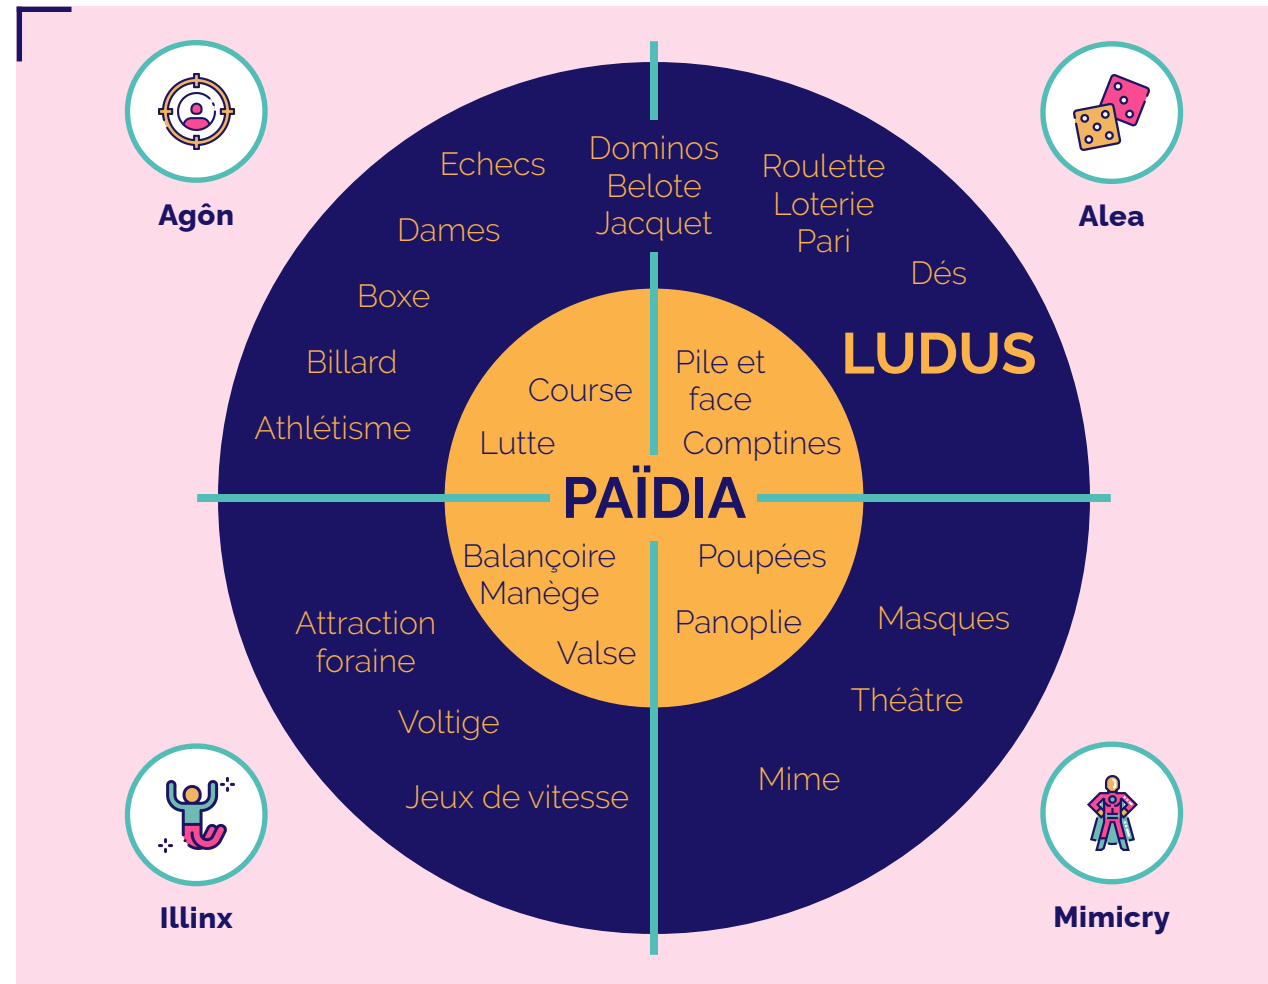 Agôn
Alea
Echecs
Dames
Boxe
Billard
Athlétisme
Dominos
Belote
Jacquet
Roulette
Loterie
Pari
Dés
LUDUS
Course
Lutte
Pile et
face
Comptines
PAÏDIA
Balançoire
Manège
Valse
Poupées
Panoplie
Attraction
foraine
Voltige
Jeux de vitesse
Masques
Théâtre
Mime
Illinx
Mimicry